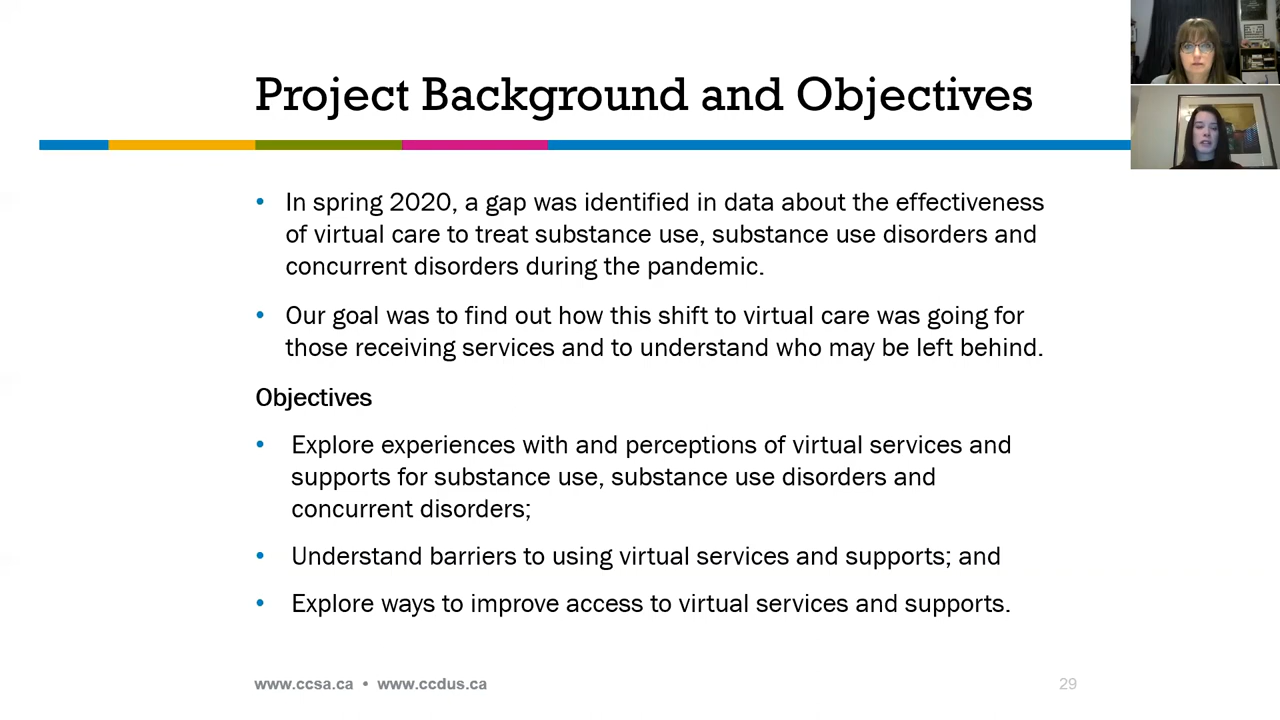 Project Background and Objectives
• In spring 2020, a gap was identified in data about the effectiveness
of virtual care to treat substance use, substance use disorders and
concurrent disorders during the pandemic.
• Our goal was to find out how this shift to virtual care was going for
those receiving services and to understand who may be left behind.
Objectives
• Explore experiences with and perceptions of virtual services and
supports for substance use, substance use disorders and
concurrent disorders;
• Understand barriers to using virtual services and supports; and
• Explore ways to improve access to virtual services and supports.
www.ccsa.ca • www.ccdus.ca
29